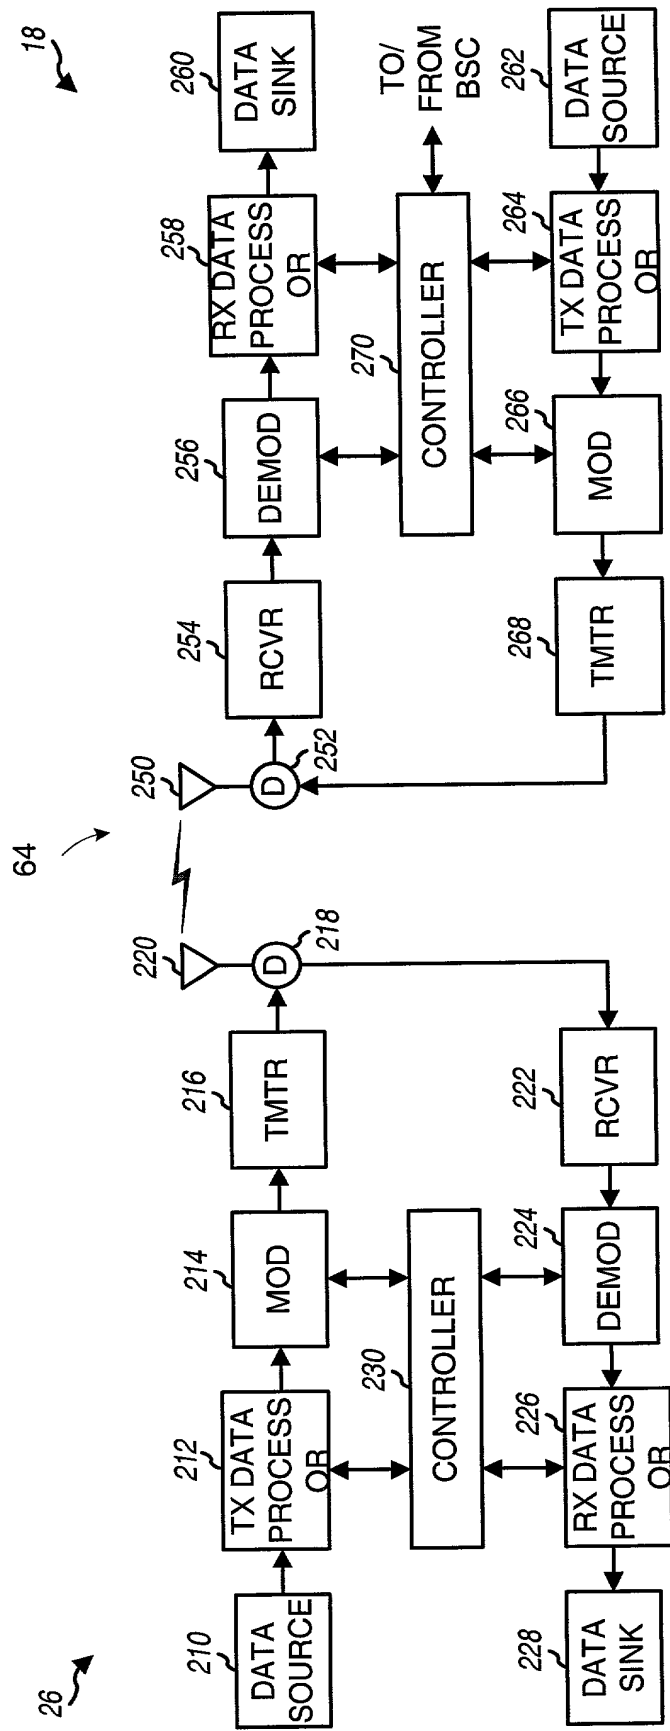 26
64
18
210
DATA
SOURCE
212
TX DATA
PROCESS
OR
214
MOD
216
TMTR
218
D
220
250
D
252
254
RCVR
256
DEMOD
258
RX DATA
PROCESS
OR
260
DATA
SINK
230
CONTROLLER
270
CONTROLLER
TO/
FROM
BSC
228
DATA
SINK
226
RX DATA
PROCESS
OR
224
DEMOD
222
RCVR
268
TMTR
266
MOD
264
TX DATA
PROCESS
OR
262
DATA
SOURCE